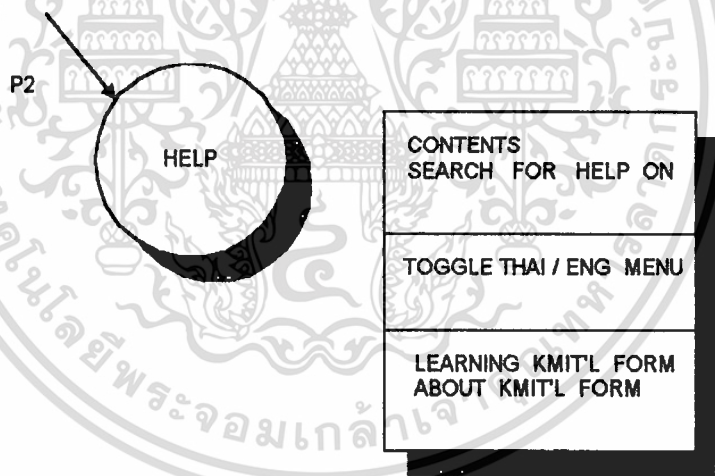 P2
HELP
CONTENTS
SEARCH FOR HELP ON
TOGGLE THAI / ENG MENU
LEARNING KMIT'L FORM
ABOUT KMIT'L FORM